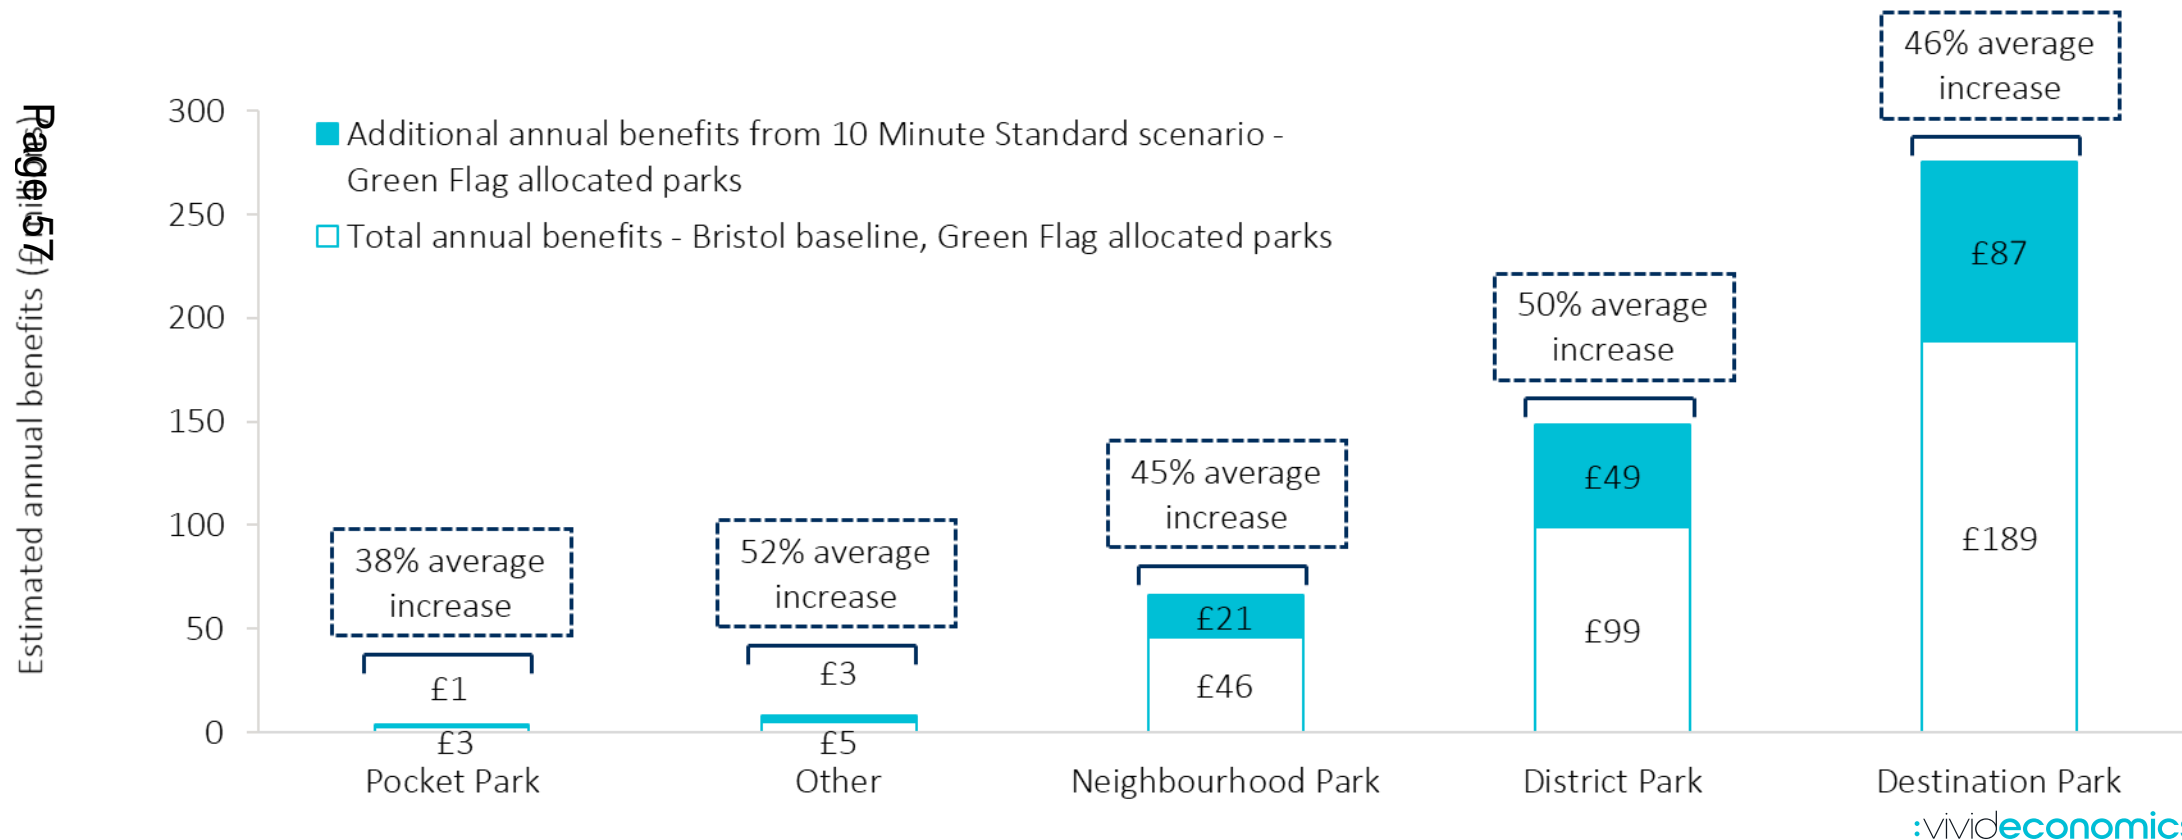 Page 57
Estimated annual benefits (£ millions)
300
250
200
150
100
50
0
Additional annual benefits from 10 Minute Standard scenario -
Green Flag allocated parks
Total annual benefits - Bristol baseline, Green Flag allocated parks
38% average
increase
£1
£3
Pocket Park
52% average
increase
£3
£5
Other
45% average
increase
£21
£46
Neighbourhood Park
50% average
increase
£49
£99
District Park
46% average
increase
£87
£189
Destination Park
:vivideconomics